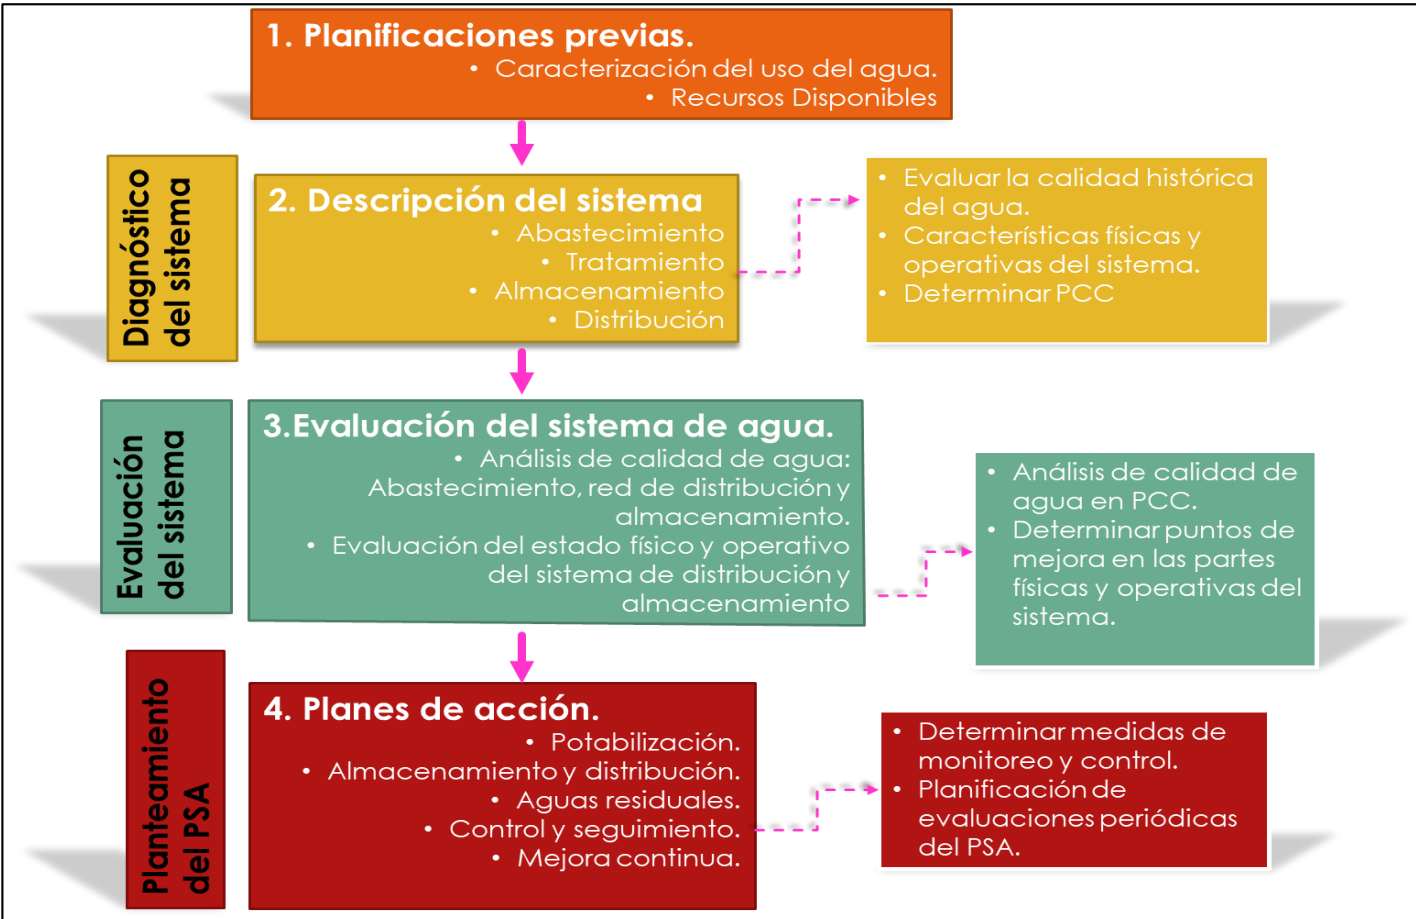 1. Planificaciones previas.
• Caracterización del uso del agua.
• Recursos Disponibles
Diagnóstico
del sistema
2. Descripción del sistema
• Abastecimiento
• Tratamiento
• Almacenamiento
• Distribución
• Evaluar la calidad histórica
del agua.
• Características físicas y
operativas del sistema.
• Determinar PCC
Evaluación
del sistema
3.Evaluación del sistema de agua.
• Análisis de calidad de agua:
Abastecimiento, red de distribución y
almacenamiento.
• Evaluación del estado físico y operativo
del sistema de distribución y
almacenamiento
• Análisis de calidad de
agua en PCC.
• Determinar puntos de
mejora en las partes
físicas y operativas del
sistema.
Planteamiento
del PSA
4. Planes de acción.
• Potabilización.
• Almacenamiento y distribución.
• Aguas residuales.
• Control y seguimiento.
• Mejora continua.
• Determinar medidas de
monitoreo y control.
• Planificación de
evaluaciones periódicas
del PSA.